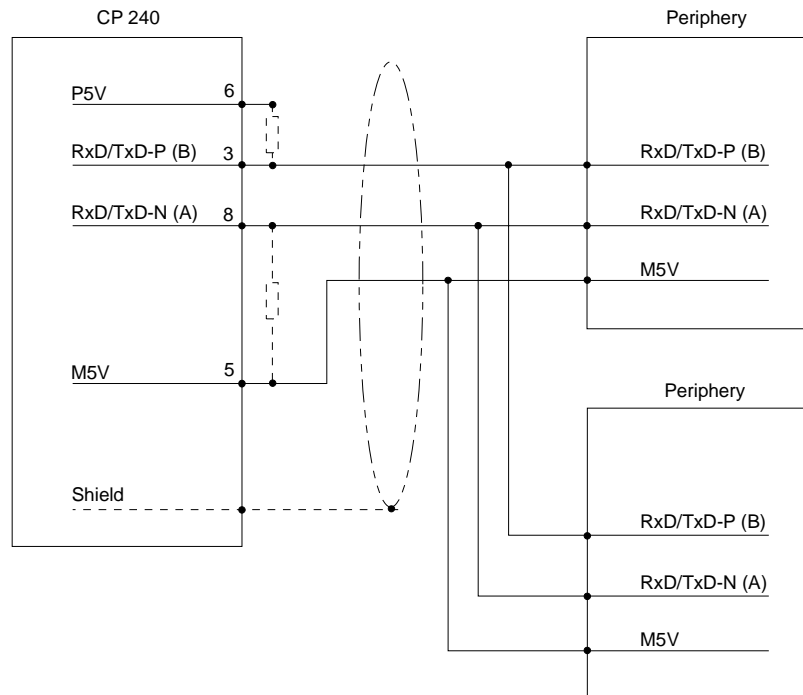 CP 240
Periphery
P5V
6
RxD/TxD-P (B)
3
RxD/TxD-P (B)
RxD/TxD-N (A)
8
RxD/TxD-N (A)
M5V
M5V
5
Periphery
Shield
RxD/TxD-P (B)
RxD/TxD-N (A)
M5V